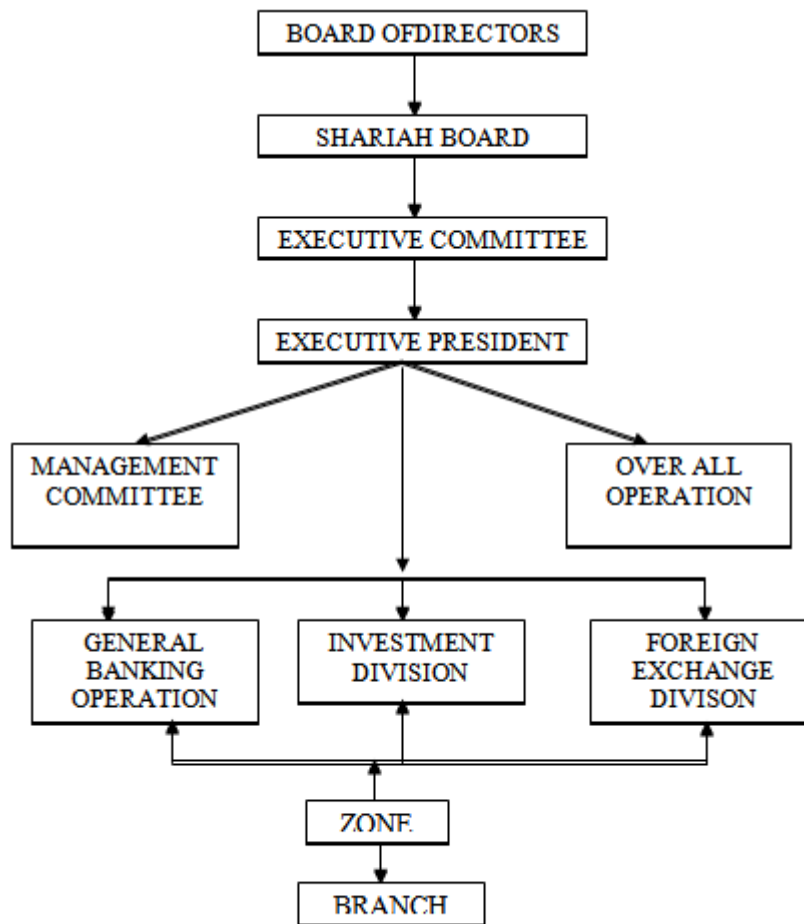 BOARD OFDIRECTORS
SHARIAH BOARD
EXECUTIVE COMMITTEE
EXECUTIVE PRESIDENT
MANAGEMENT
COMMITTEE
OVER ALL
OPERATION
GENERAL
BANKING
OPERATION
INVESTMENT
DIVISION
FOREIGN
EXCHANGE
DIVISON
ZONE
BRANCH